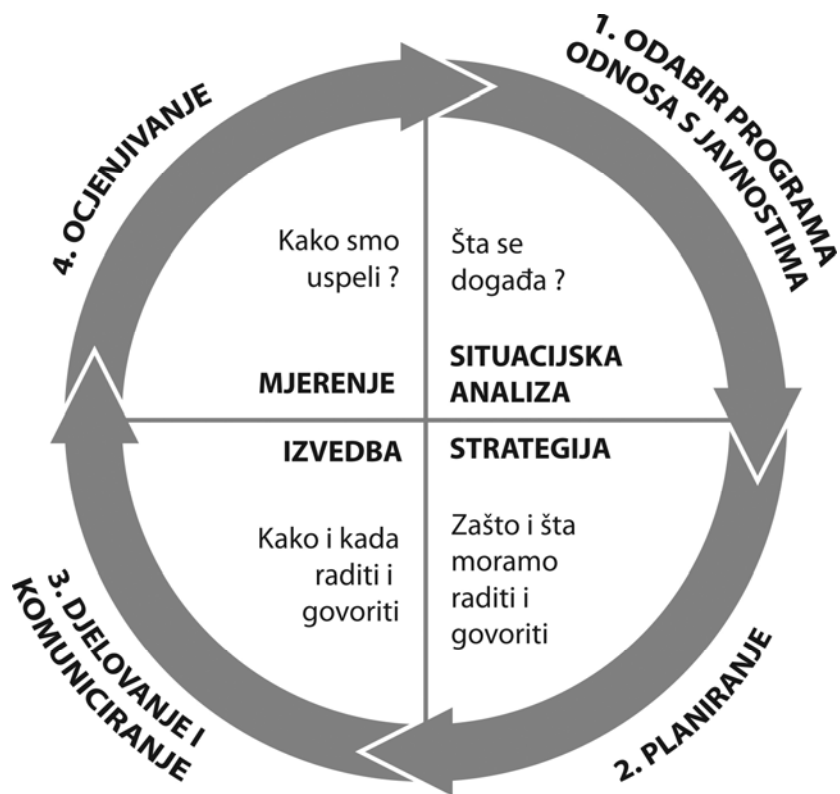 1. ODABIR PROGRAMA
ODNOSA S JAVNOSTIMA
Šta se
događa ?
SITUACIJSKA
ANALIZA
STRATEGIJA
Zašto i šta
moramo
raditi i
govoriti
2. PLANIRANJE
IZVEDBA
Kako i kada
raditi i
govoriti
3. DJELOVANJE I
KOMUNICIRANJE
4. OCJENJIVANJE
Kako smo
uspeli ?
MJERENJE